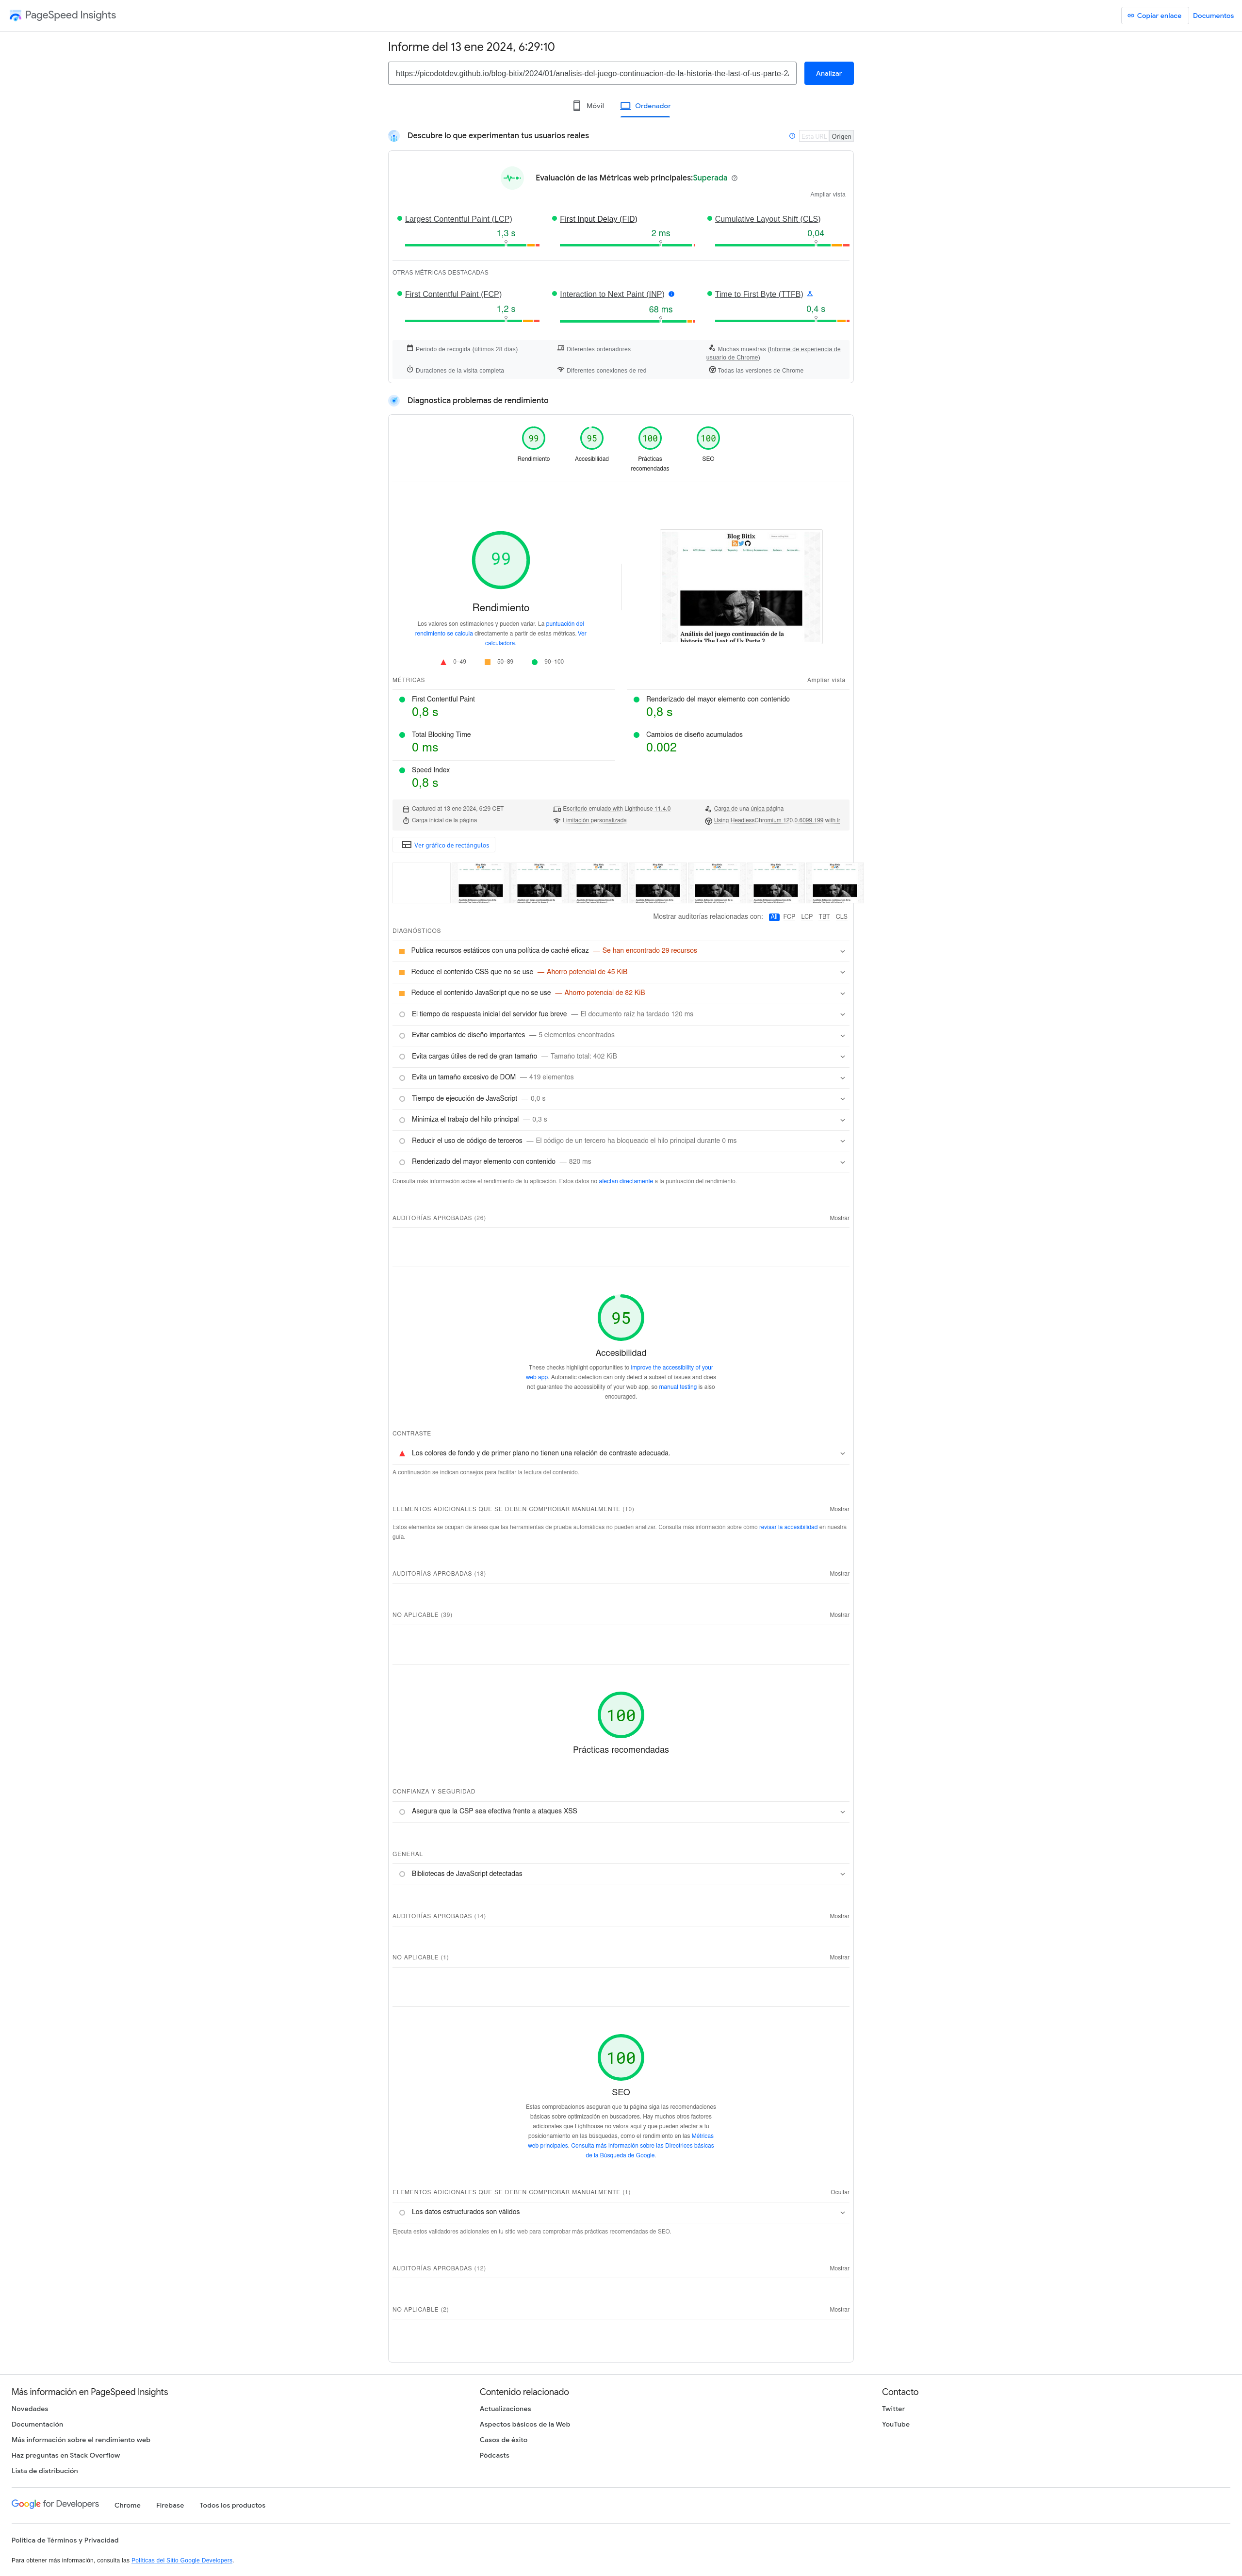 PageSpeed Insights
Copiar enlace
Documentos
Informe del 13 ene 2024, 6:29:10
https://picodotdev.github.io/blog-bitix/2024/01/analisis-del-juego-continuacion-de-la-historia-the-last-of-us-parte-2/
Analizar
Móvil
Ordenador
Descubre lo que experimentan tus usuarios reales
Esta URL
Origen
Evaluación de las Métricas web principales:Superada
Ampliar vista
Largest Contentful Paint (LCP)
1,3 s
First Input Delay (FID)
2 ms
Cumulative Layout Shift (CLS)
0,04
OTRAS MÉTRICAS DESTACADAS
First Contentful Paint (FCP)
1,2 s
Interaction to Next Paint (INP)
68 ms
Time to First Byte (TTFB)
0,4 s
Periodo de recogida (últimos 28 días)
Diferentes ordenadores
Muchas muestras (Informe de experiencia de
usuario de Chrome)
Duraciones de la visita completa
Diferentes conexiones de red
Todas las versiones de Chrome
Diagnostica problemas de rendimiento
99
95
100
100
Rendimiento
Accesibilidad
Prácticas
recomendadas
SEO
99
Rendimiento
Los valores son estimaciones y pueden variar. La puntuación del
rendimiento se calcula directamente a partir de estas métricas. Ver
calculadora.
0–49
50–89
90–100
Blog Bitix
Análisis del juego continuación de la
historia The Last of Us Parte 2
MÉTRICAS
Ampliar vista
First Contentful Paint
0,8 s
Renderizado del mayor elemento con contenido
0,8 s
Total Blocking Time
0 ms
Cambios de diseño acumulados
0.002
Speed Index
0,8 s
Captured at 13 ene 2024, 6:29 CET
Escritorio emulado with Lighthouse 11.4.0
Carga de una única página
Carga inicial de la página
Limitación personalizada
Using HeadlessChromium 120.0.6099.199 with lr
Ver gráfico de rectángulos
Mostrar auditorías relacionadas con:
All
FCP
LCP
TBT
CLS
DIAGNÓSTICOS
Publica recursos estáticos con una política de caché eficaz — Se han encontrado 29 recursos
Reduce el contenido CSS que no se use — Ahorro potencial de 45 KiB
Reduce el contenido JavaScript que no se use — Ahorro potencial de 82 KiB
El tiempo de respuesta inicial del servidor fue breve — El documento raíz ha tardado 120 ms
Evitar cambios de diseño importantes — 5 elementos encontrados
Evita cargas útiles de red de gran tamaño — Tamaño total: 402 KiB
Evita un tamaño excesivo de DOM — 419 elementos
Tiempo de ejecución de JavaScript — 0,0 s
Minimiza el trabajo del hilo principal — 0,3 s
Reducir el uso de código de terceros — El código de un tercero ha bloqueado el hilo principal durante 0 ms
Renderizado del mayor elemento con contenido — 820 ms
Consulta más información sobre el rendimiento de tu aplicación. Estos datos no afectan directamente a la puntuación del rendimiento.
AUDITORÍAS APROBADAS (26)
Mostrar
95
Accesibilidad
These checks highlight opportunities to improve the accessibility of your
web app. Automatic detection can only detect a subset of issues and does
not guarantee the accessibility of your web app, so manual testing is also
encouraged.
CONTRASTE
Los colores de fondo y de primer plano no tienen una relación de contraste adecuada.
A continuación se indican consejos para facilitar la lectura del contenido.
ELEMENTOS ADICIONALES QUE SE DEBEN COMPROBAR MANUALMENTE (10)
Mostrar
Estos elementos se ocupan de áreas que las herramientas de prueba automáticas no pueden analizar. Consulta más información sobre cómo revisar la accesibilidad en nuestra
guía.
AUDITORÍAS APROBADAS (18)
Mostrar
NO APLICABLE (39)
Mostrar
100
Prácticas recomendadas
CONFIANZA Y SEGURIDAD
Asegura que la CSP sea efectiva frente a ataques XSS
GENERAL
Bibliotecas de JavaScript detectadas
AUDITORÍAS APROBADAS (14)
Mostrar
NO APLICABLE (1)
Mostrar
100
SEO
Estas comprobaciones aseguran que tu página siga las recomendaciones
básicas sobre optimización en buscadores. Hay muchos otros factores
adicionales que Lighthouse no valora aquí y que pueden afectar a tu
posicionamiento en las búsquedas, como el rendimiento en las Métricas
web principales. Consulta más información sobre las Directrices básicas
de la Búsqueda de Google.
ELEMENTOS ADICIONALES QUE SE DEBEN COMPROBAR MANUALMENTE (1)
Ocultar
Los datos estructurados son válidos
Ejecuta estos validadores adicionales en tu sitio web para comprobar más prácticas recomendadas de SEO.
AUDITORÍAS APROBADAS (12)
Mostrar
NO APLICABLE (2)
Mostrar
Más información en PageSpeed Insights
Novedades
Documentación
Más información sobre el rendimiento web
Haz preguntas en Stack Overflow
Lista de distribución
Contenido relacionado
Actualizaciones
Aspectos básicos de la Web
Casos de éxito
Pódcasts
Contacto
Twitter
YouTube
Google for Developers
Chrome
Firebase
Todos los productos
Política de Términos y Privacidad
Para obtener más información, consulta las Políticas del Sitio Google Developers.